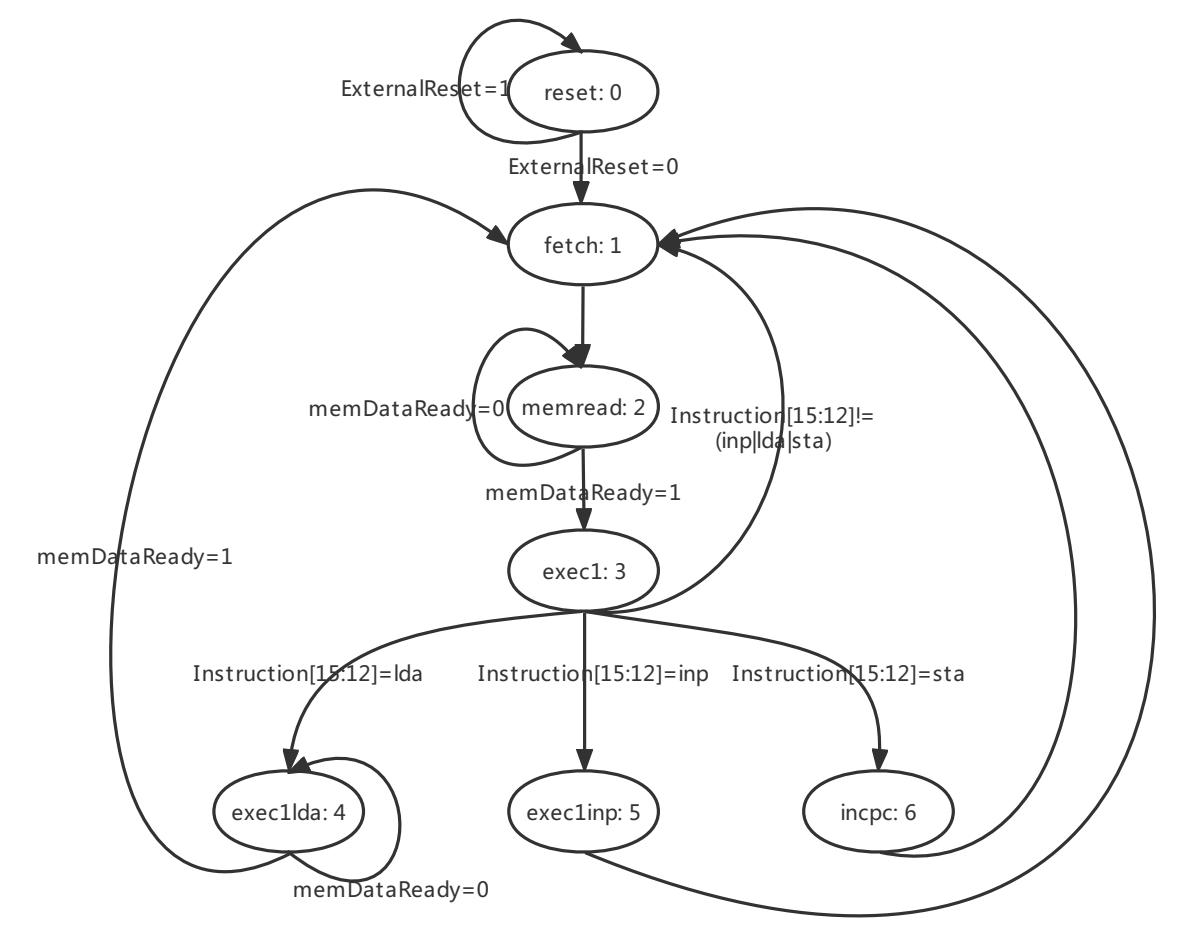 ExternalReset=1
reset: 0
ExternalReset=0
fetch: 1
memDataReady=0
memread: 2
Instruction[15:12]!=
(inp|lda|sta)
memDataReady=1
memDataReady=1
exec1: 3
Instruction[15:12]=lda
Instruction[15:12]=inp
Instruction[15:12]=sta
exec1lda: 4
exec1inp: 5
incpc: 6
memDataReady=0